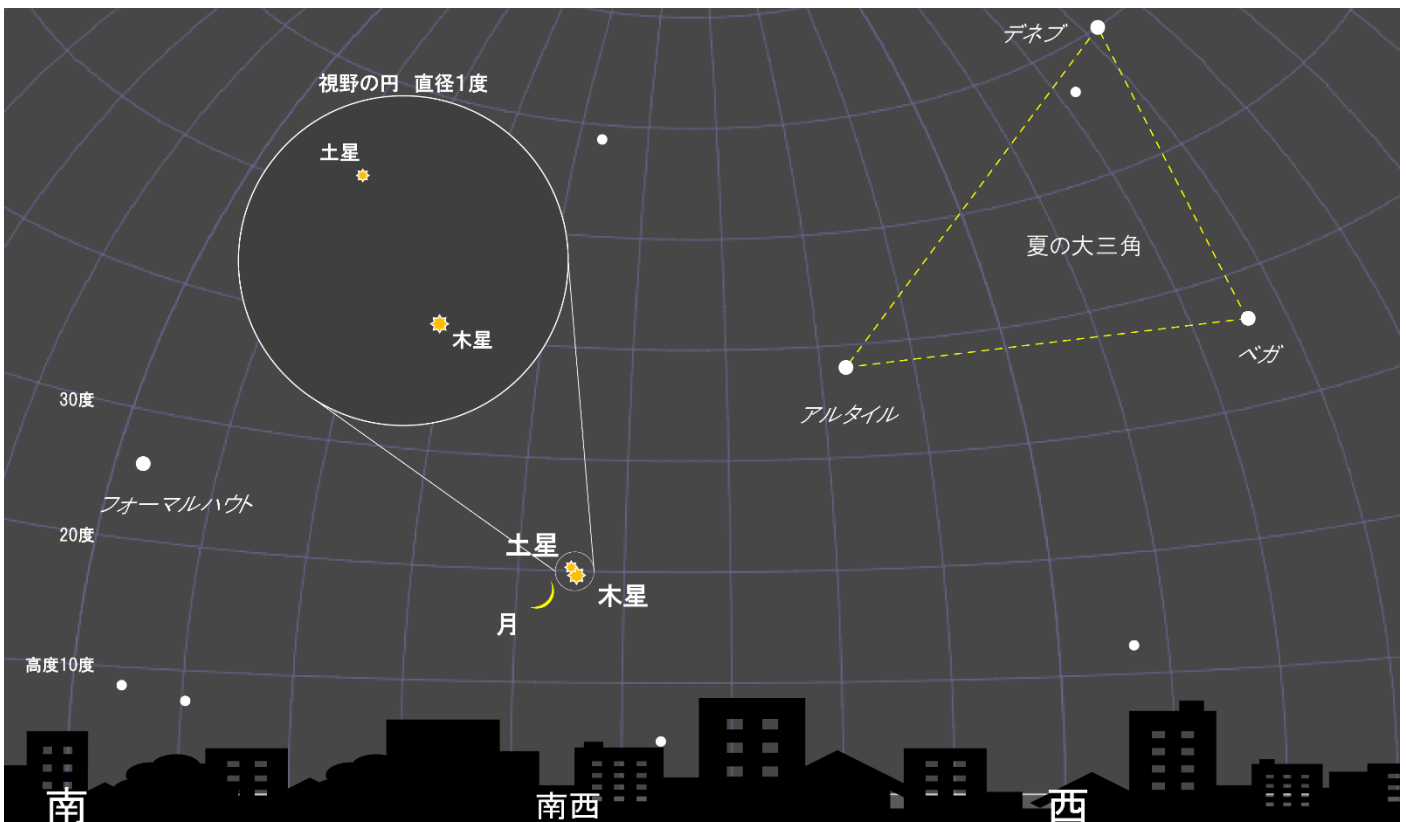 デネブ
視野の円 直径1度
土星
木星
夏の大三角
ベガ
アルタイル
30度
フォーマルハウト
20度
土星
木星
月
高度10度
南
南西
西